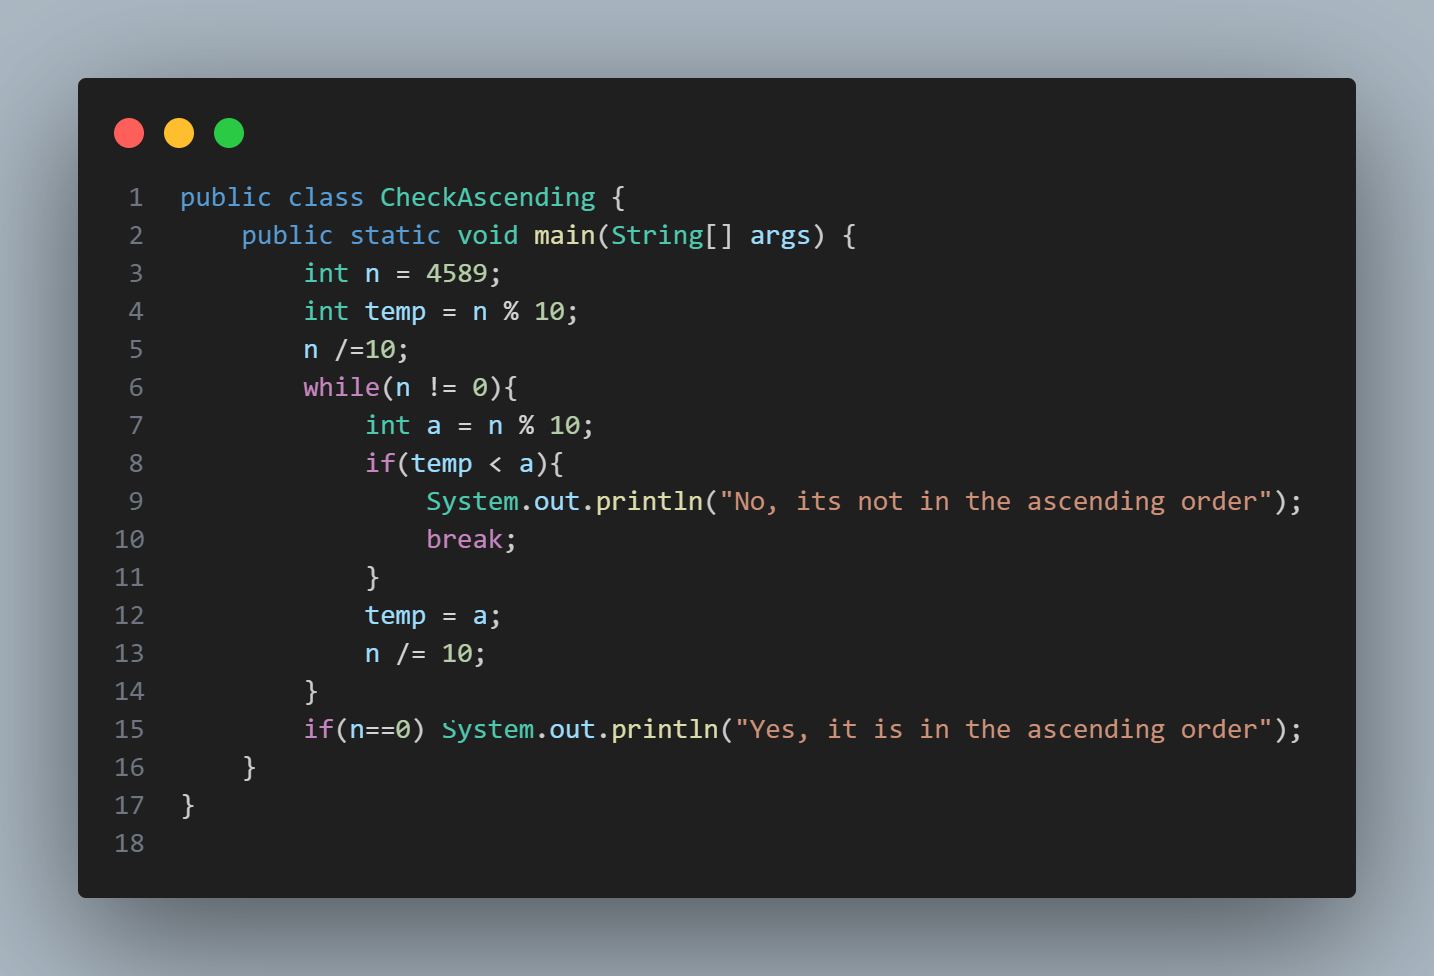 1 public class CheckAscending {
2     public static void main(String[] args) {
3         int n = 4589;
4         int temp = n % 10;
5         n /=10;
6         while(n != 0){
7             int a = n % 10;
8             if(temp < a){
9                 System.out.println("No, its not in the ascending order");
10                 break;
11             }
12             temp = a;
13             n /= 10;
14         }
15         if(n==0) System.out.println("Yes, it is in the ascending order");
16     }
17 }
18